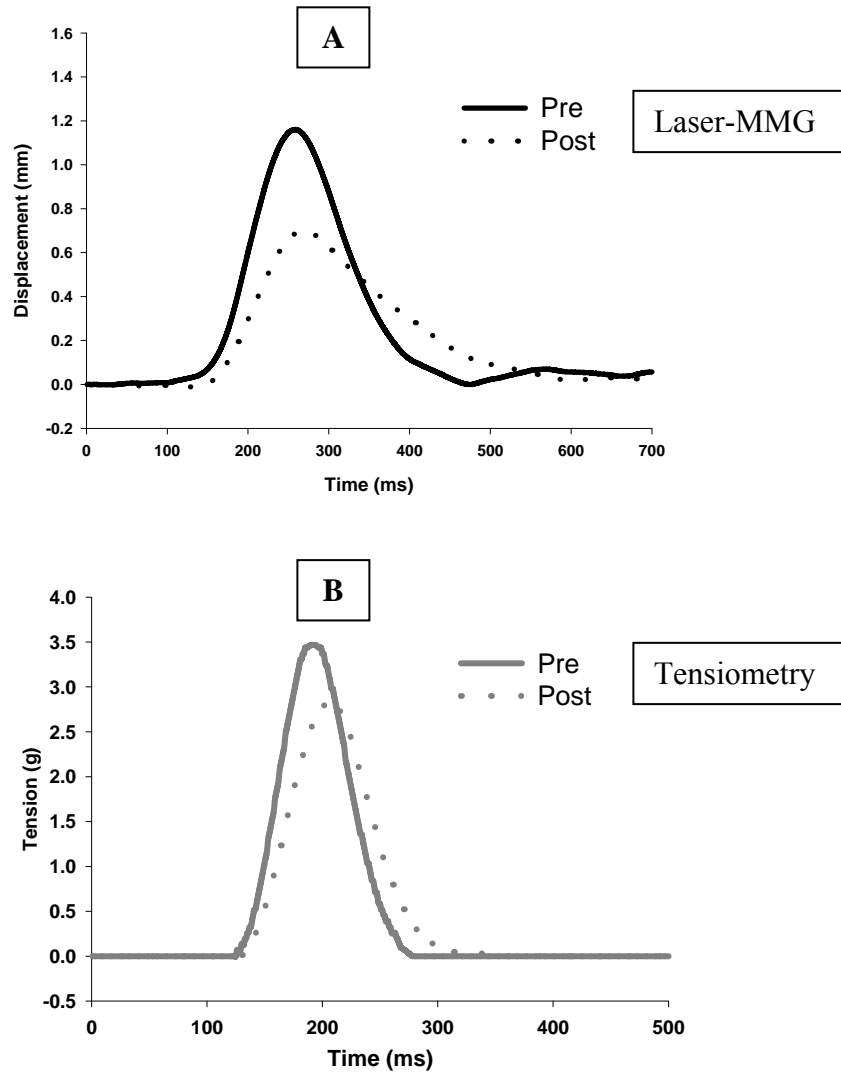 A
1.6
1.4
1.2
1.0
0.8
0.6
0.4
0.2
0.0
-0.2
Displacement (mm)
Pre
Post
Laser-MMG
0 100 200 300 400 500 600 700
Time (ms)
B
4.0
3.5
3.0
2.5
2.0
1.5
1.0
0.5
0.0
-0.5
Tension (g)
Pre
Post
Tensiometry
0 100 200 300 400 500
Time (ms)